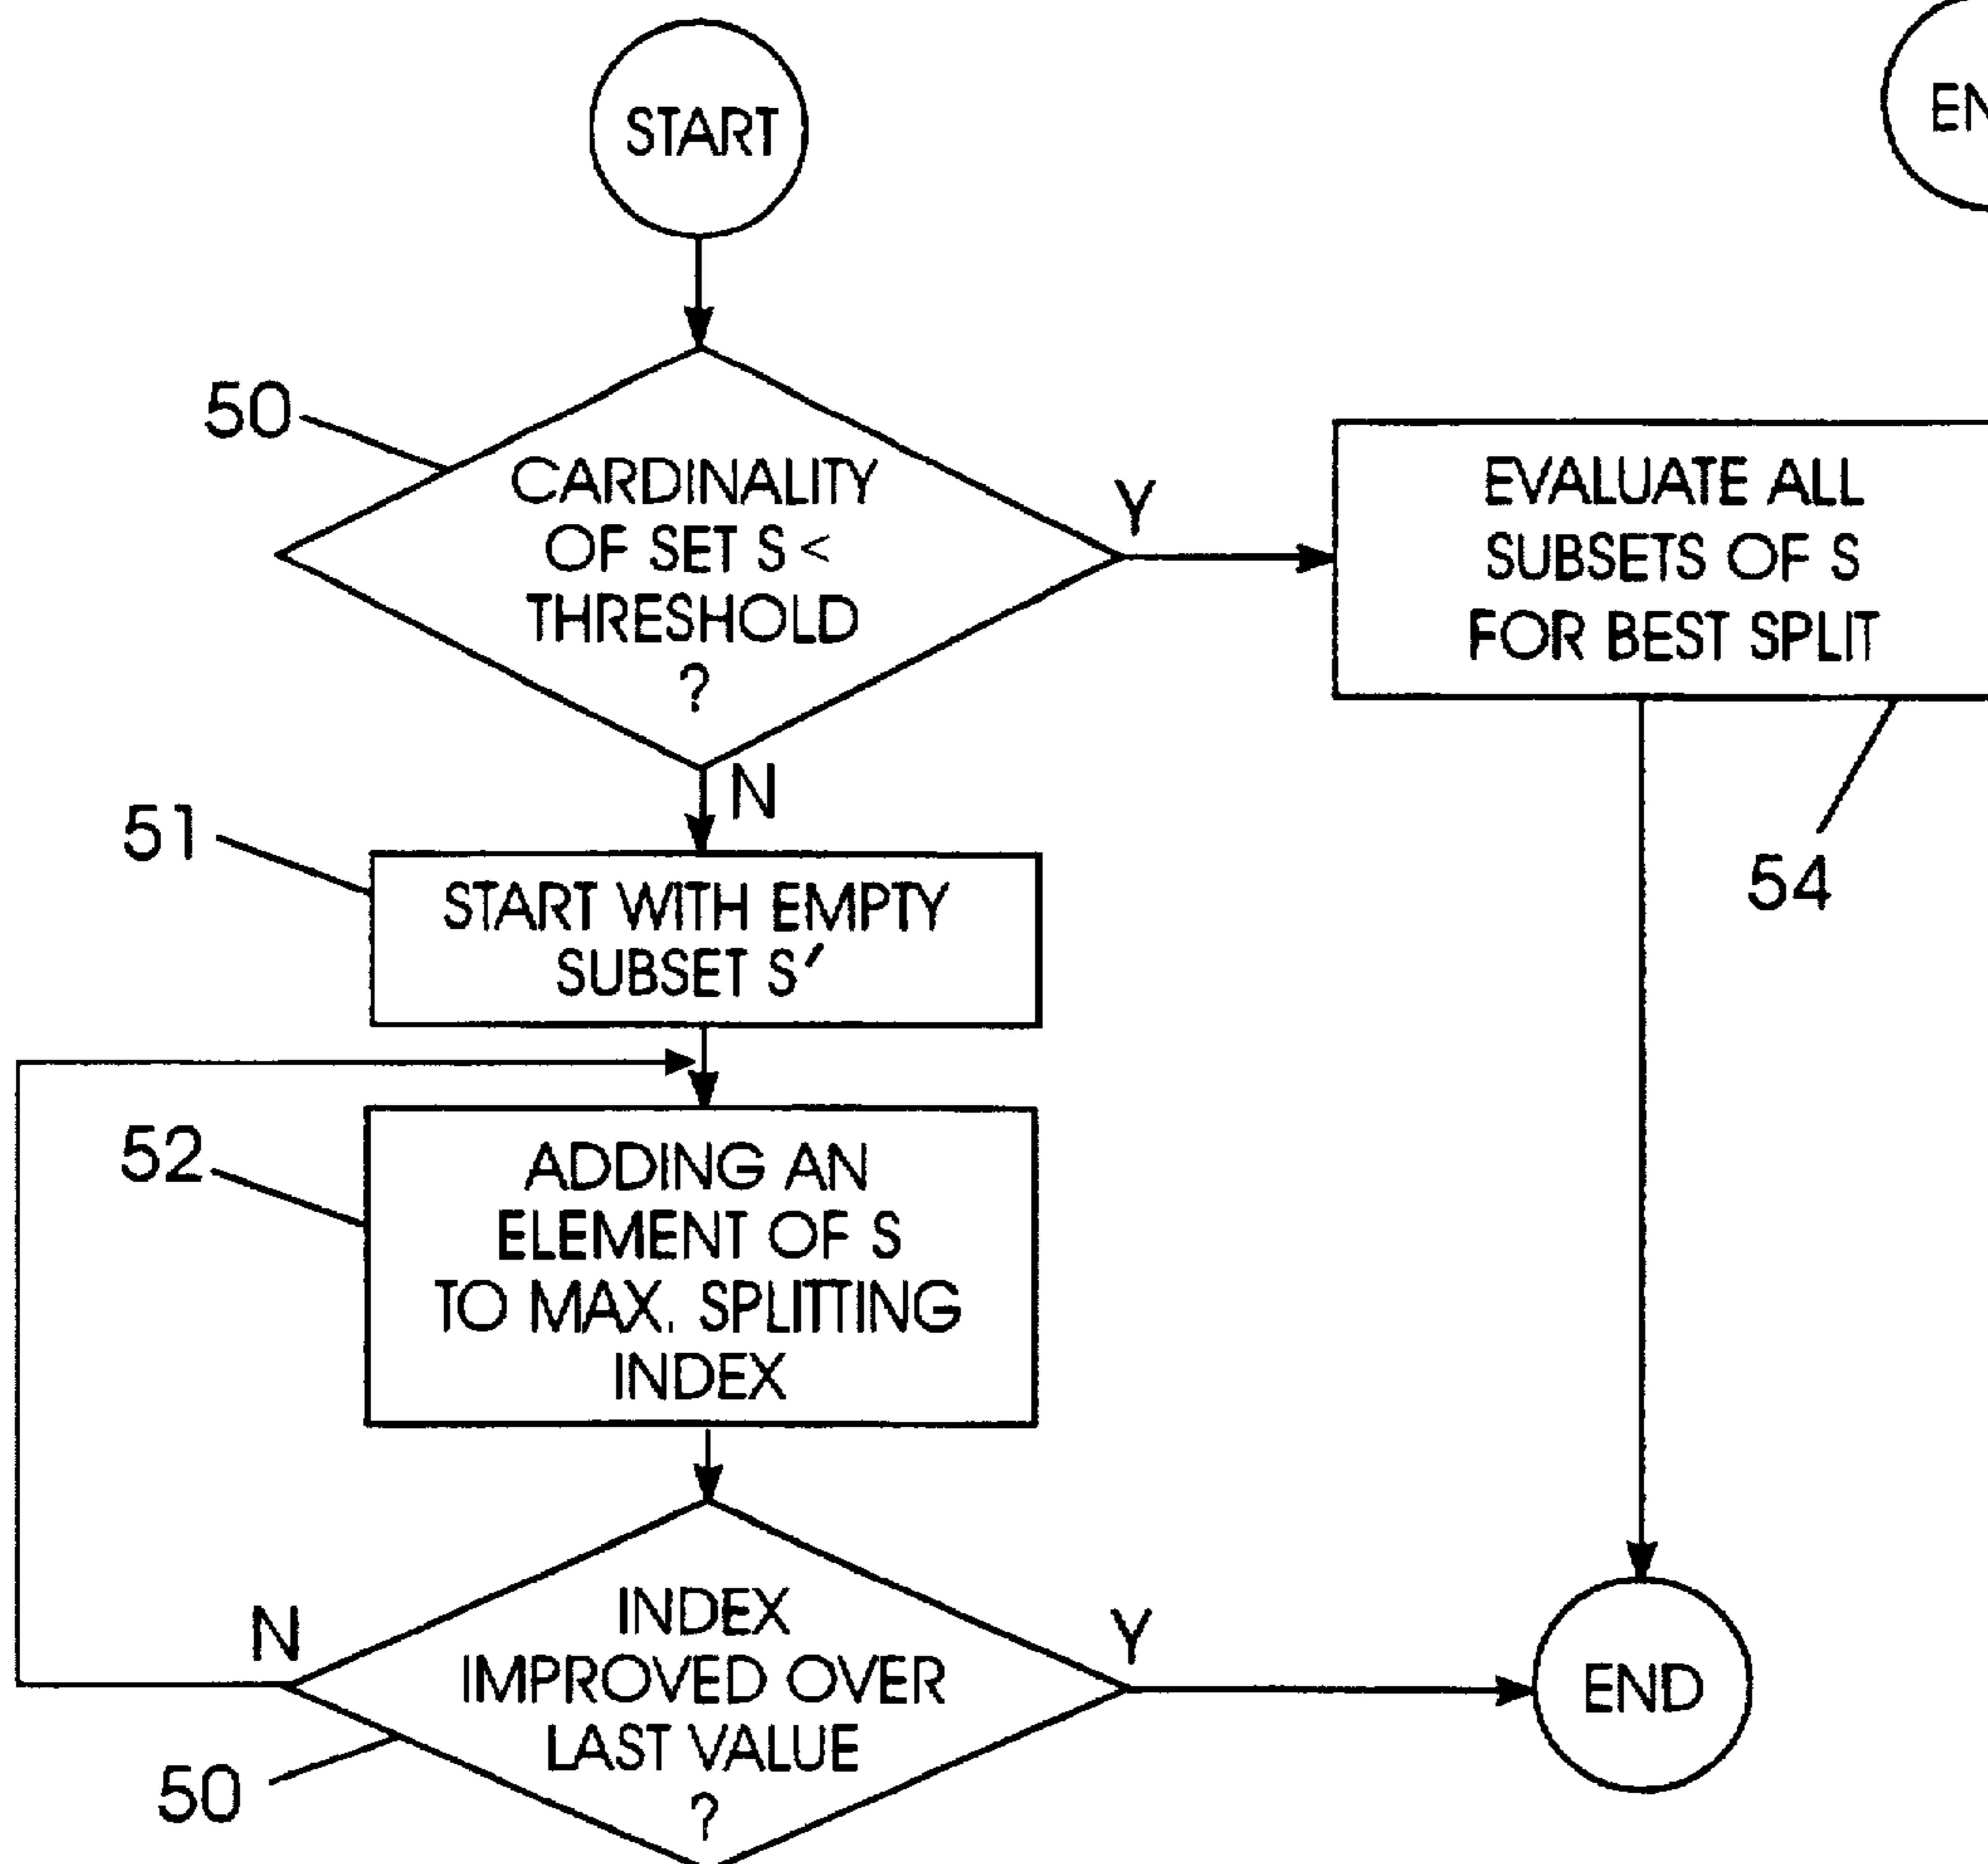 START
EN
50
CARDINALITY
OF SET S <
THRESHOLD
?
Y
EVALUATE ALL
SUBSETS OF S
FOR BEST SPLIT
N
51
START WITH EMPTY
SUBSET S′
54
52
ADDING AN
ELEMENT OF S
TO MAX. SPLITTING
INDEX
N
INDEX
IMPROVED OVER
LAST VALUE
?
Y
END
50